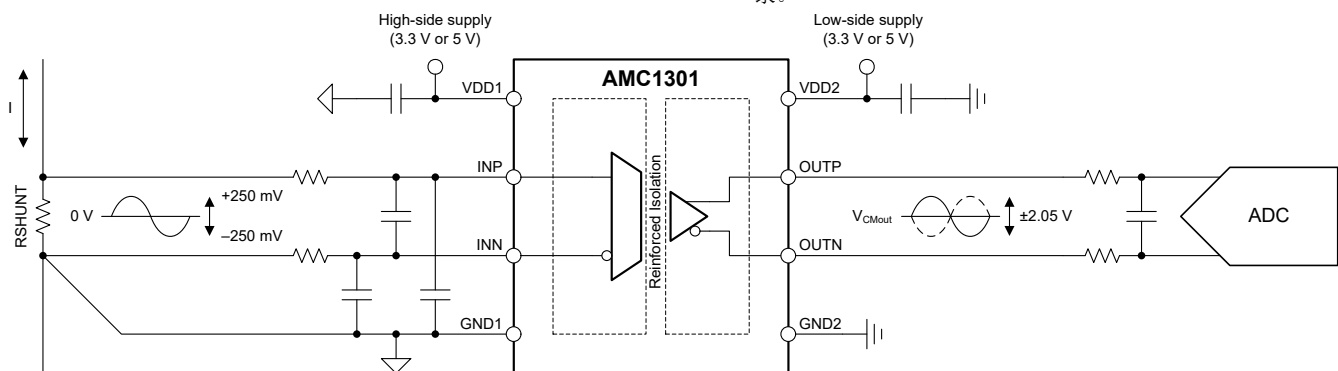 High-side supply
(3.3 V or 5 V)
Low-side supply
(3.3 V or 5 V)
AMC1301
VDD1
VDD2
I
INP
OUTP
RSHUNT
0 V
+250 mV
–250 mV
Reinforced Isolation
VCMout
±2.05 V
ADC
INN
OUTN
GND1
GND2